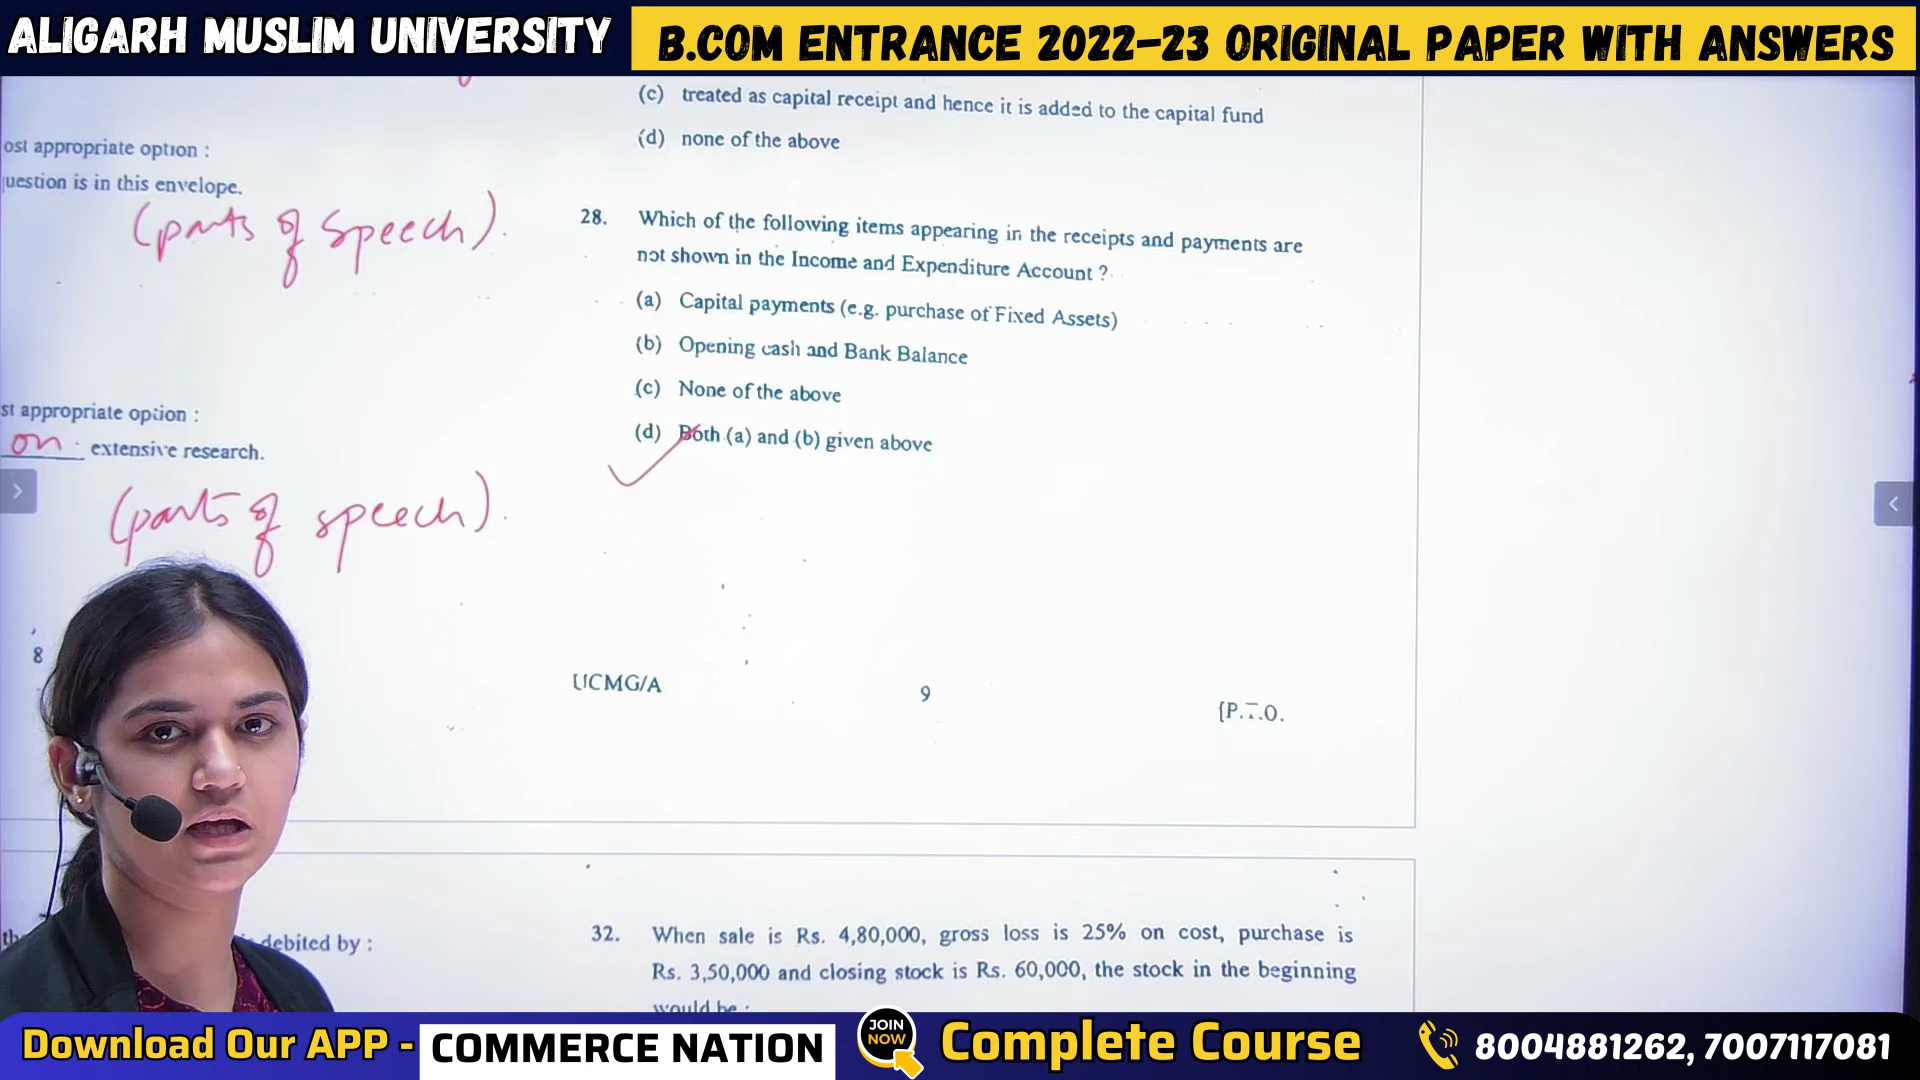 ALIGARH MUSLIM UNIVERSITY
B.COM ENTRANCE 2022-23 ORIGINAL PAPER WITH ANSWERS
(c) treated as capital receipt and hence it is added to the capital fund
(d) none of the above
ost appropriate option :
uestion is in this envelope.
(parts of speech).
28. Which of the following items appearing in the receipts and payments are
not shown in the Income and Expenditure Account ?
(a) Capital payments (e.g. purchase of Fixed Assets)
(b) Opening cash and Bank Balance
(c) None of the above
(d) Both (a) and (b) given above
st appropriate option :
on extensive research.
(parts of speech).
8
UCMG/A
9
[P.T.O.
debited by :
32. When sale is Rs. 4,80,000, gross loss is 25% on cost, purchase is
Rs. 3,50,000 and closing stock is Rs. 60,000, the stock in the beginning
would be :
Download Our APP - COMMERCE NATION
JOIN
NOW
Complete Course
8004881262, 7007117081